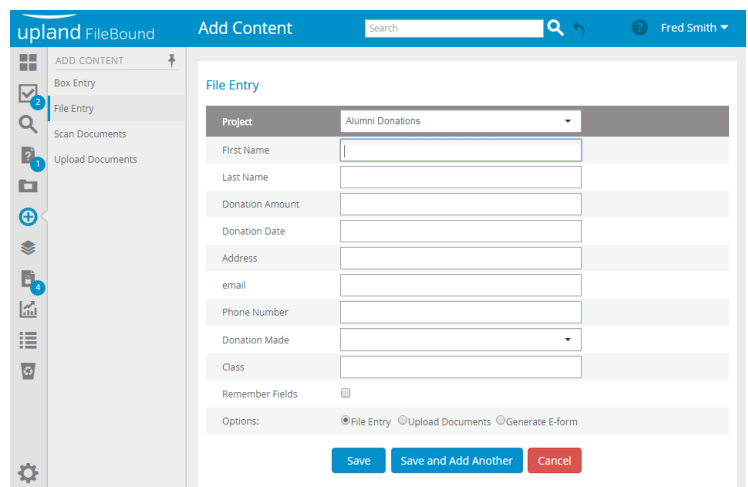 upland FileBound
Add Content
Search
?
Fred Smith
ADD CONTENT
Box Entry
File Entry
Scan Documents
Upload Documents
2
?
1
4
File Entry
Project
Alumni Donations
First Name
Last Name
Donation Amount
Donation Date
Address
email
Phone Number
Donation Made
Class
Remember Fields
Options:
File Entry Upload Documents Generate E-form
Save
Save and Add Another
Cancel